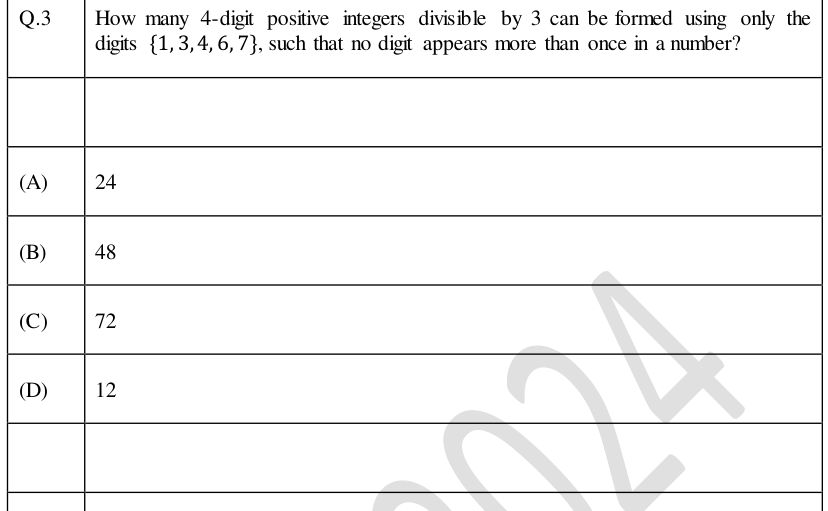 Q.3 How many 4-digit positive integers divisible by 3 can be formed using only the
digits {1, 3, 4, 6, 7}, such that no digit appears more than once in a number?
(A) 24
(B) 48
(C) 72
(D) 12
2024